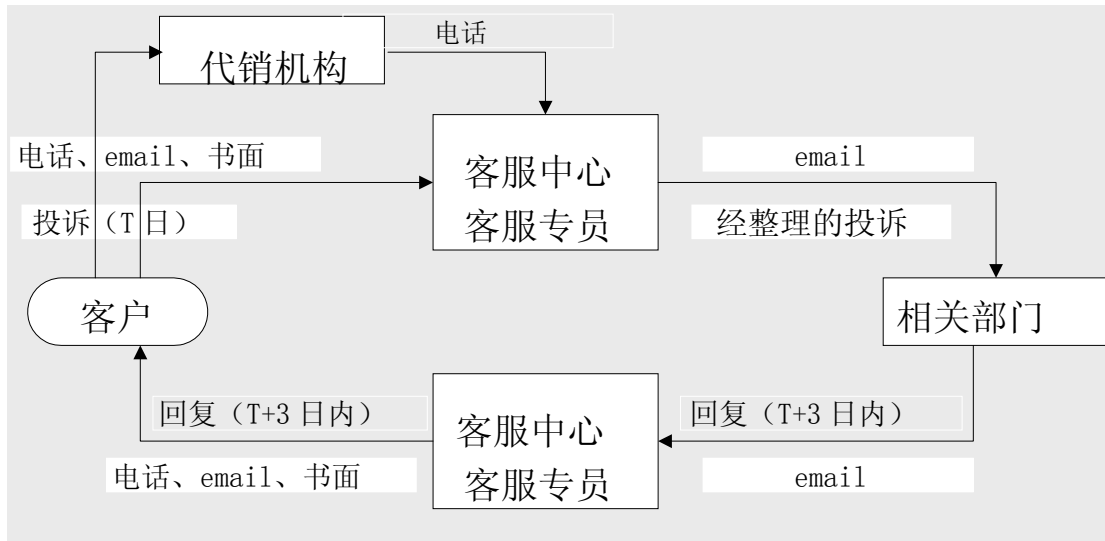 电话
代销机构
电话、email、书面
客服中心
客服专员
email
投诉（T 日）
经整理的投诉
客户
相关部门
回复（T+3 日内）
客服中心
客服专员
回复（T+3 日内）
电话、email、书面
email